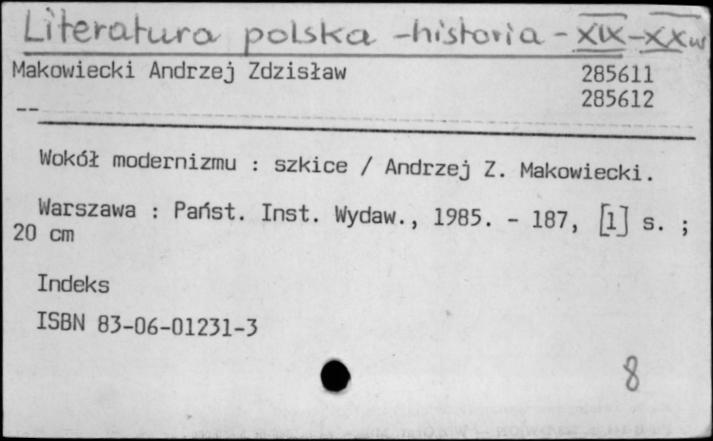 Literatura polska - historia - XIX - XX w
Makowiecki Andrzej Zdzisław 285611
285612
--
Wokół modernizmu : szkice / Andrzej Z. Makowiecki.
Warszawa : Państ. Inst. Wydaw., 1985. - 187, [1] s. ;
20 cm
Indeks
ISBN 83-06-01231-3
8